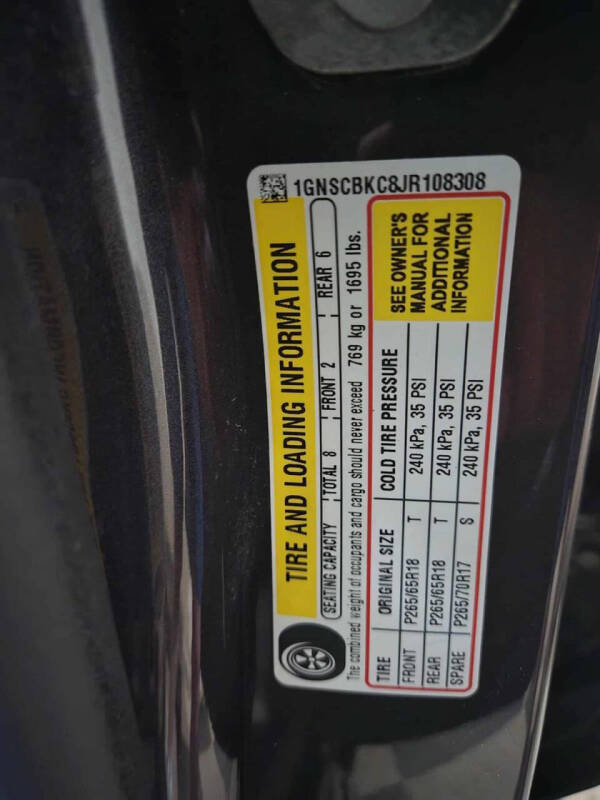 1GNSCBKC8JR108308
TIRE AND LOADING INFORMATION
SEATING CAPACITY TOTAL 8 FRONT 2 REAR 6
The combined weight of occupants and cargo should never exceed 769 kg or 1695 lbs.
TIRE ORIGINAL SIZE COLD TIRE PRESSURE
FRONT P265/65R18 T 240 kPa, 35 PSI
REAR P265/65R18 T 240 kPa, 35 PSI
SPARE P265/70R17 S 240 kPa, 35 PSI
SEE OWNER'S
MANUAL FOR
ADDITIONAL
INFORMATION